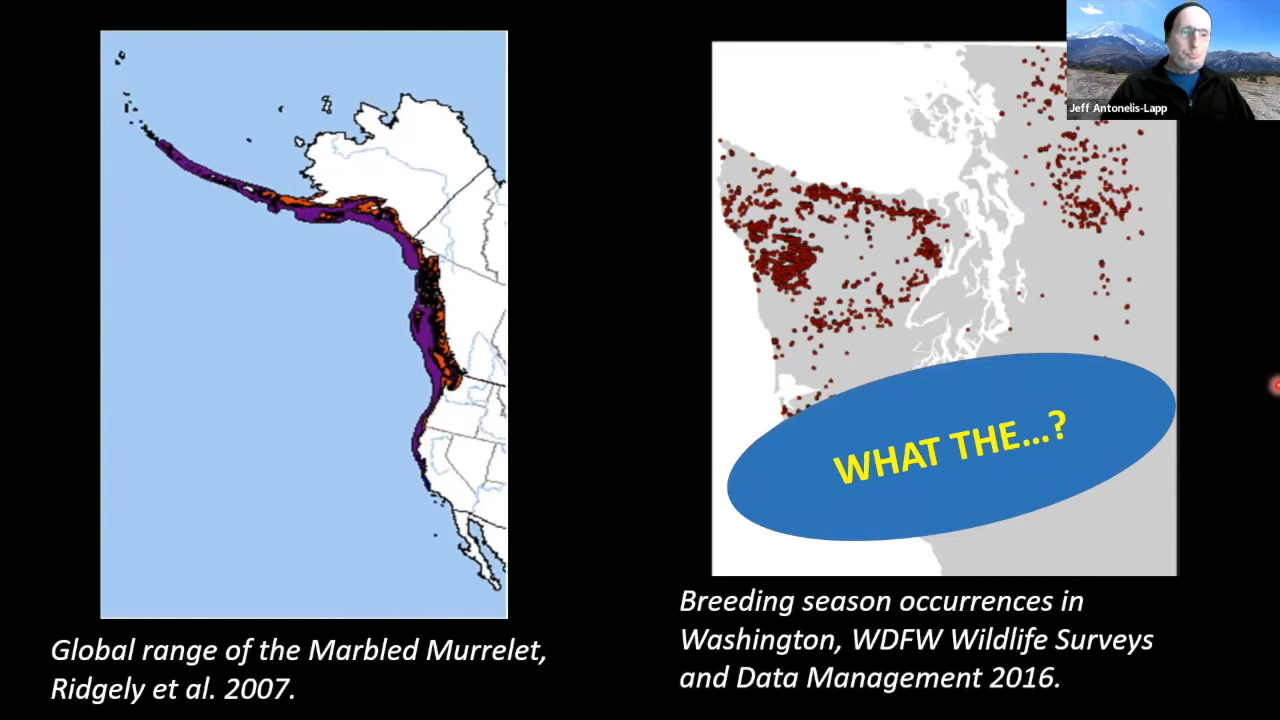 Jeff Antonelis-Lapp
WHAT THE...?
Global range of the Marbled Murrelet,
Ridgely et al. 2007.
Breeding season occurrences in
Washington, WDFW Wildlife Surveys
and Data Management 2016.